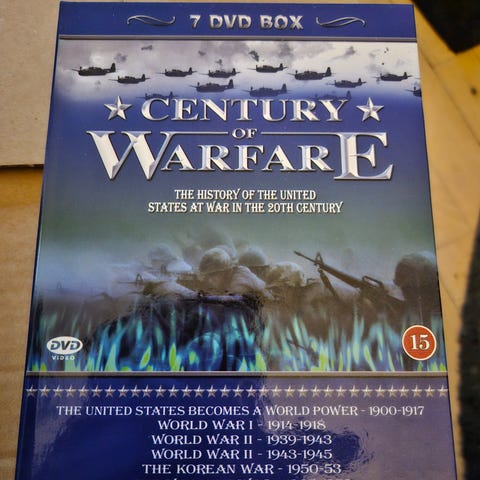 7 DVD BOX
CENTURY
OF
WARFARE
THE HISTORY OF THE UNITED
STATES AT WAR IN THE 20TH CENTURY
DVD
VIDEO
15
THE UNITED STATES BECOMES A WORLD POWER - 1900-1917
WORLD WAR I - 1914-1918
WORLD WAR II - 1939-1943
WORLD WAR II - 1943-1945
THE KOREAN WAR - 1950-53